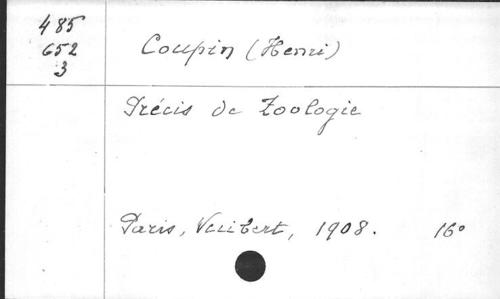 485
652
3
Coupin (Henri)
Précis de Zoologie
Paris, Vuibert, 1908. 16°